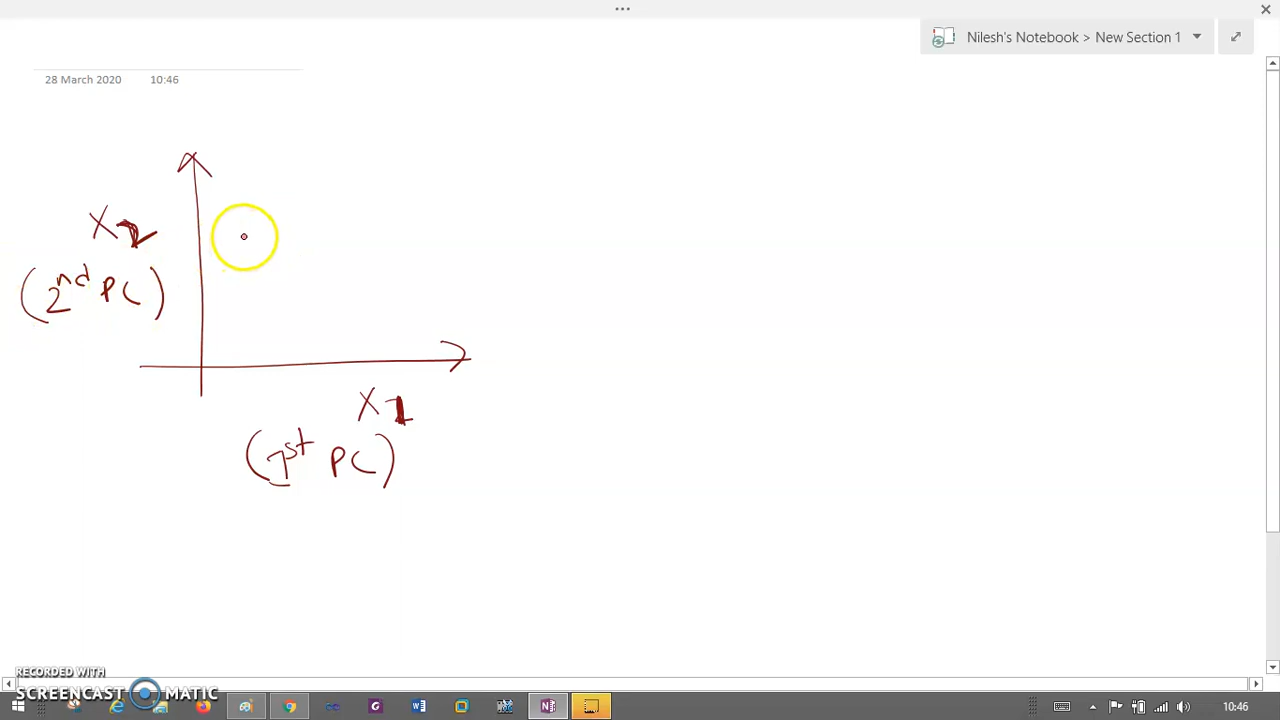 Nilesh's Notebook > New Section 1
28 March 2020 10:46
X2
(2nd PC)
X1
(1st PC)
RECORDED WITH
SCREENCAST MATIC
10:46